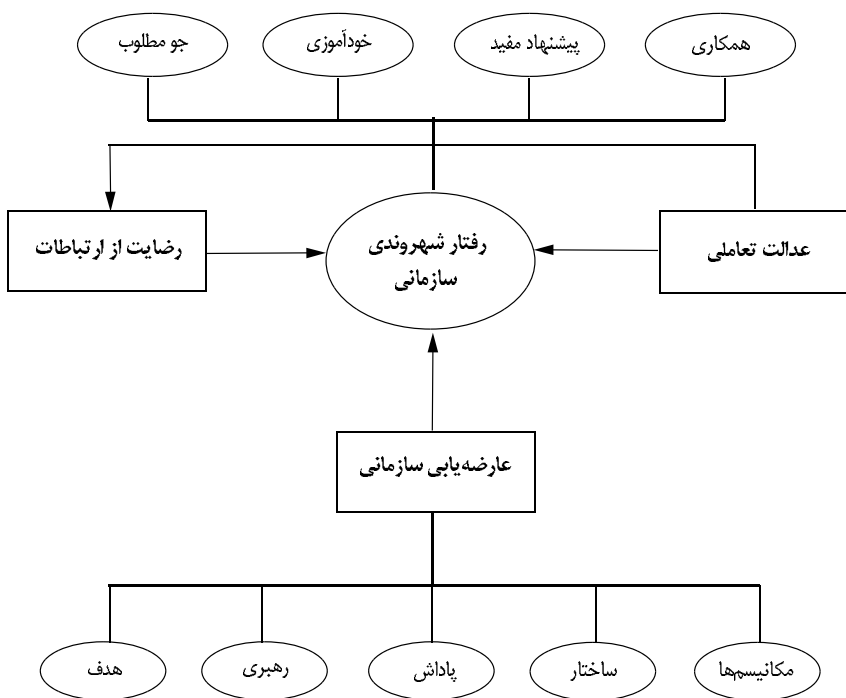 همکاری
پیشنهاد مفید
خودآموزی
جو مطلوب
عدالت تعاملی
رفتار شهروندی
سازمانی
رضایت از ارتباطات
عارضه‌یابی سازمانی
مکانیسم‌ها
ساختار
پاداش
رهبری
هدف